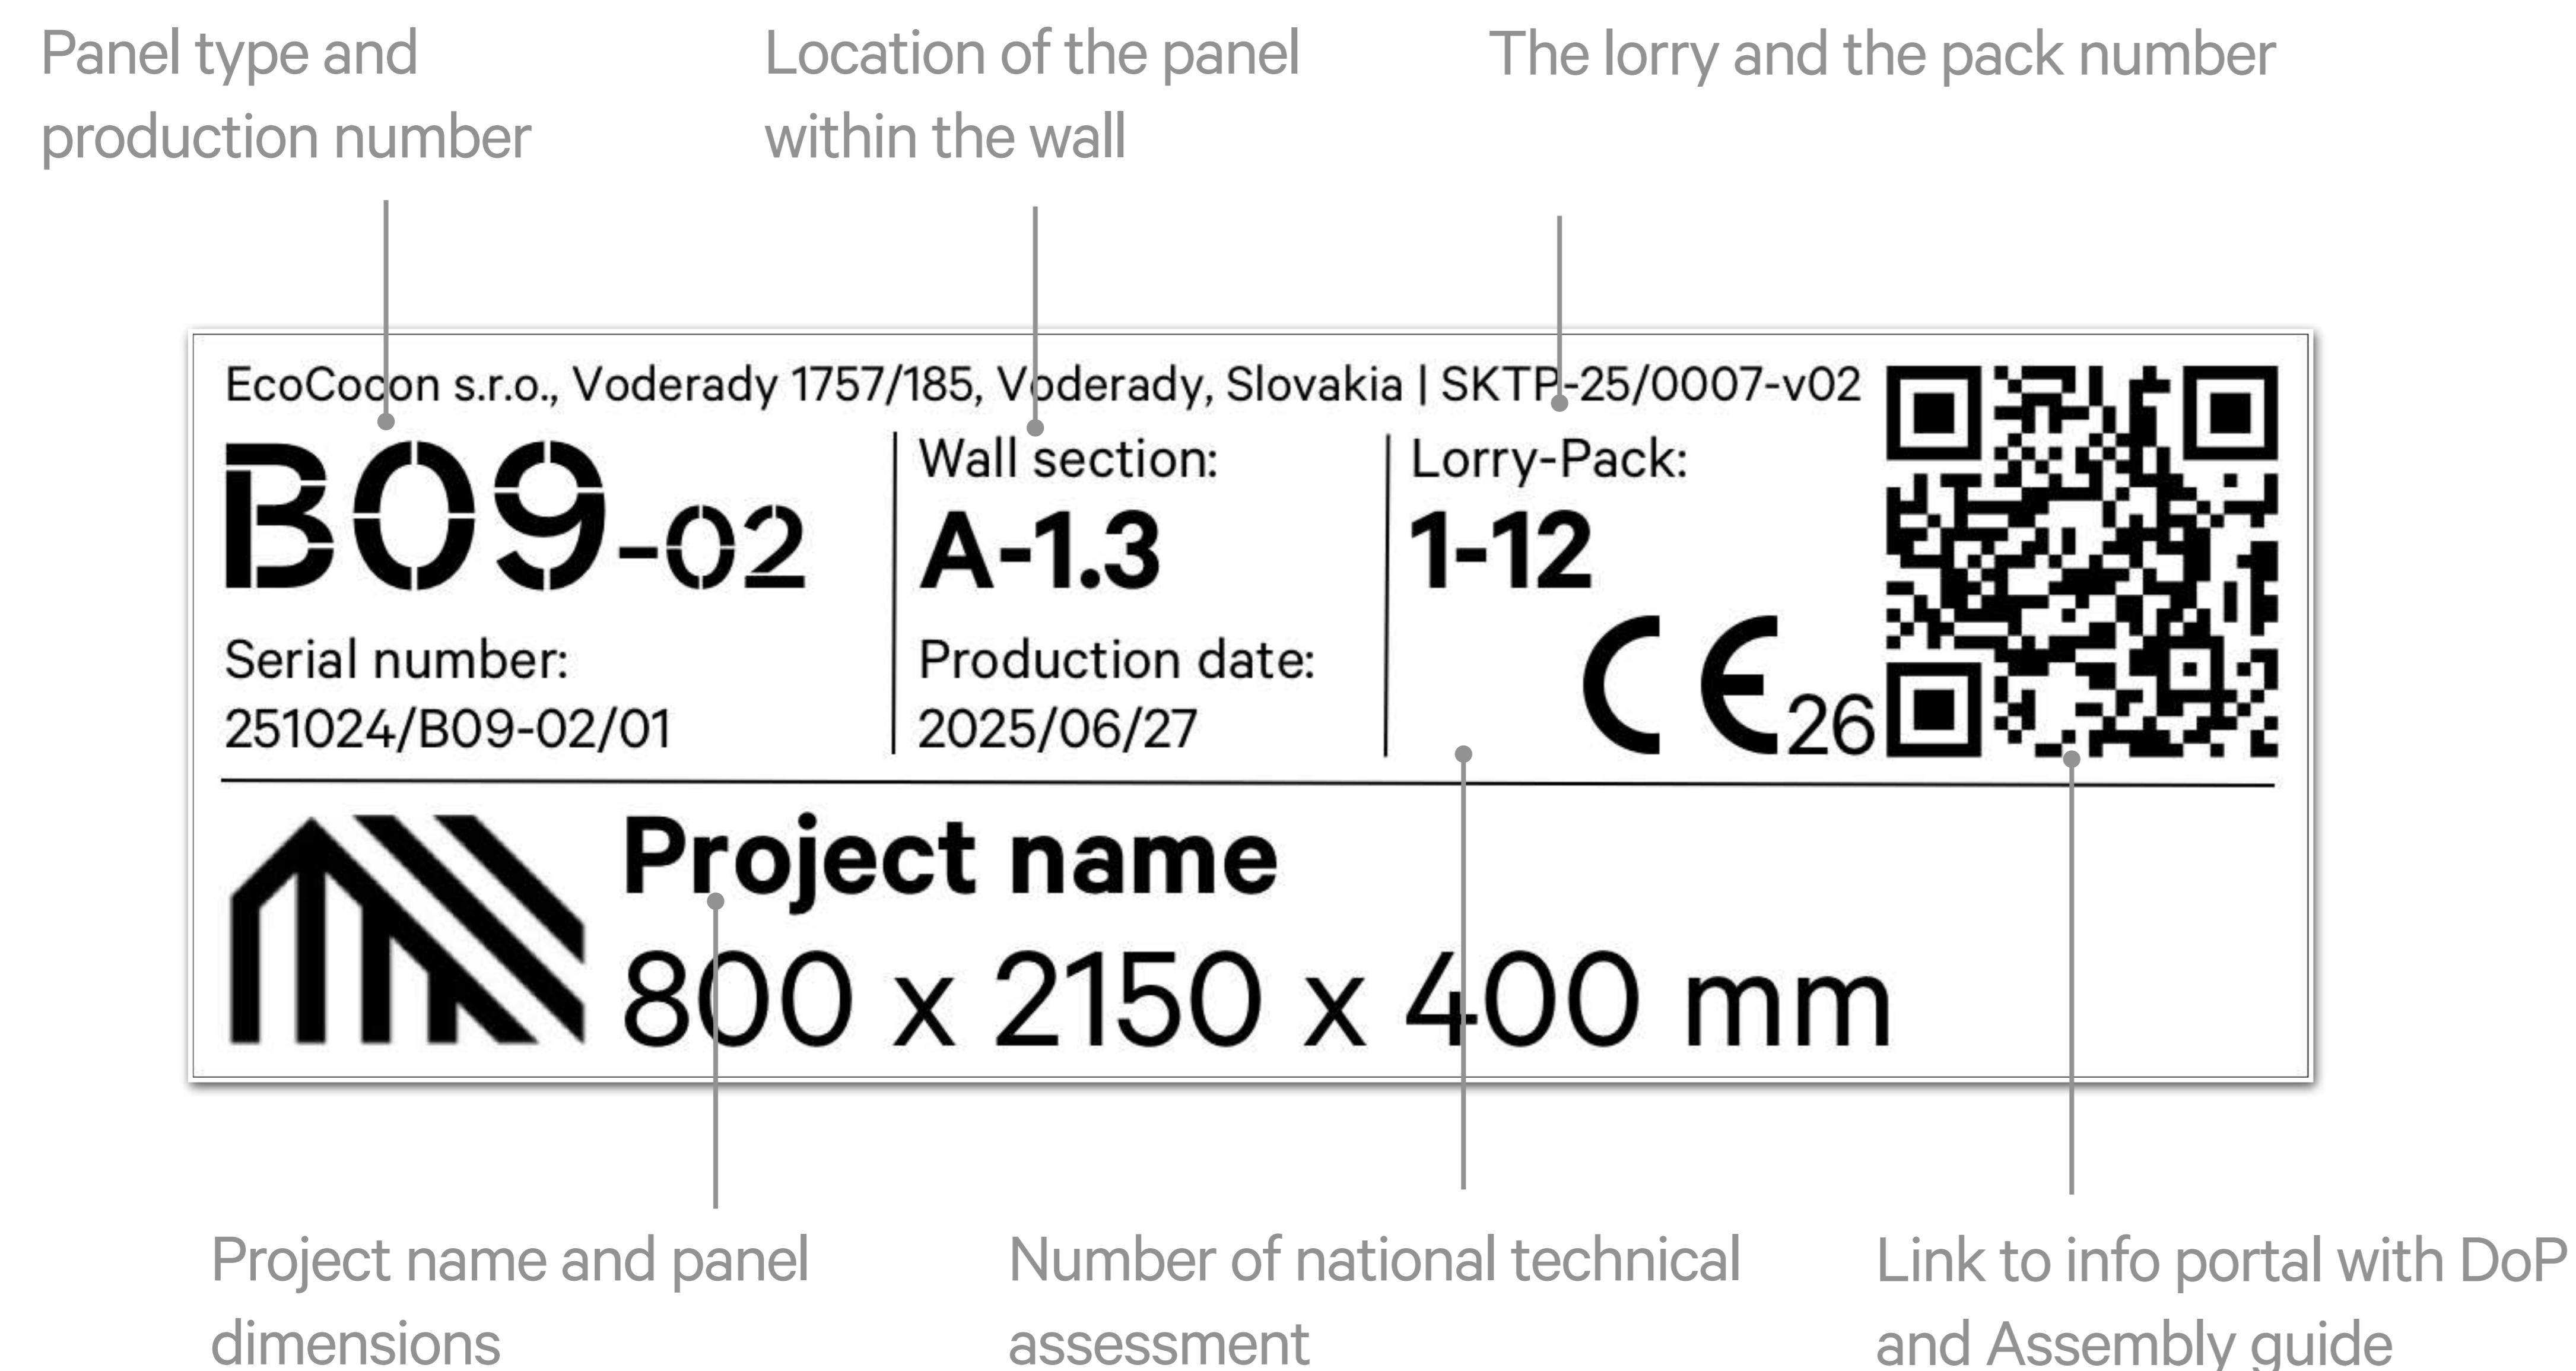 Panel type and
production number
Location of the panel
within the wall
The lorry and the pack number
EcoCocon s.r.o., Voderady 1757/185, Voderady, Slovakia | SKTP-25/0007-v02
B09-02
Wall section:
A-1.3
Lorry-Pack:
1-12
Serial number:
251024/B09-02/01
Production date:
2025/06/27
CE 26
Project name
800 x 2150 x 400 mm
Project name and panel
dimensions
Number of national technical
assessment
Link to info portal with DoP
and Assembly guide